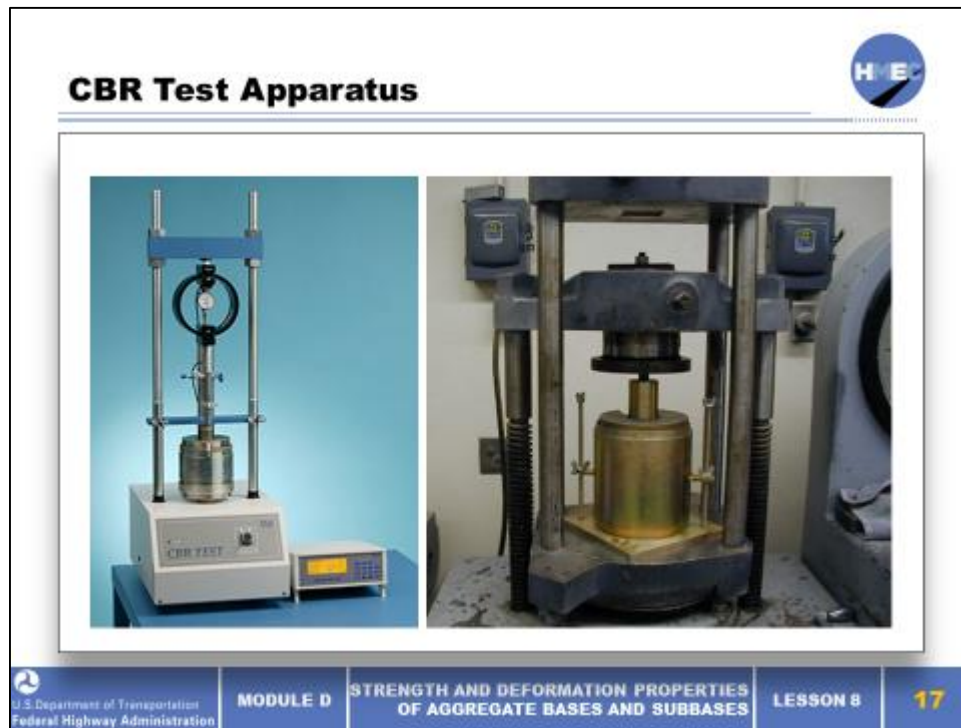 CBR Test Apparatus
HMEC
CBR TEST
U.S.Department of Transportation
Federal Highway Administration
MODULE D
STRENGTH AND DEFORMATION PROPERTIES
OF AGGREGATE BASES AND SUBBASES
LESSON 8
17